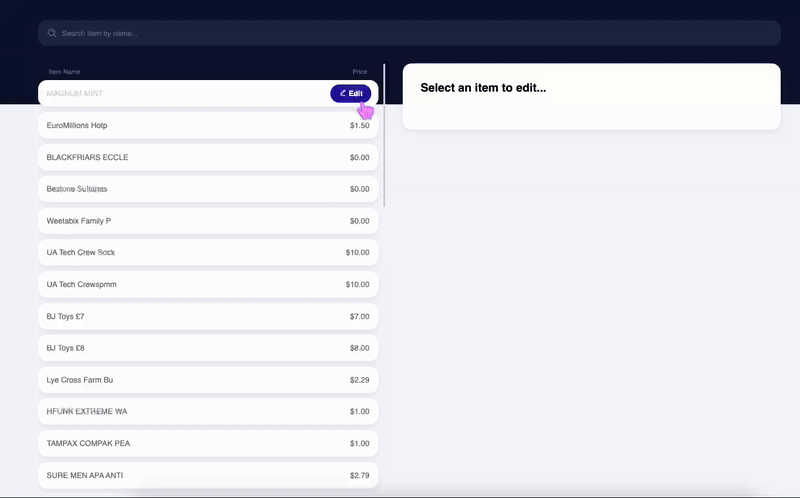 Search item by name...
Item Name Price
MAGNUM MINT Edit
EuroMillions Hotp $1.50
BLACKFRIARS ECCLE $0.00
Bestone Sultanas $0.00
Weetabix Family P $0.00
UA Tech Crew Sock $10.00
UA Tech Crewspmm $10.00
BJ Toys £7 $7.00
BJ Toys £8 $8.00
Lye Cross Farm Bu $2.29
HFUNK EXTREME WA $1.00
TAMPAX COMPAK PEA $1.00
SURE MEN APA ANTI $2.79
Select an item to edit...